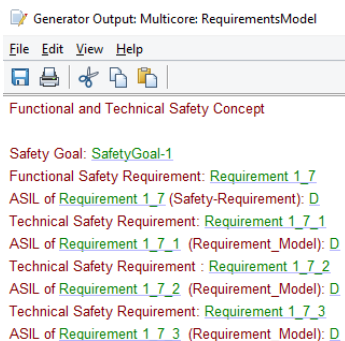 Generator Output: Multicore: RequirementsModel
File Edit View Help
Functional and Technical Safety Concept
Safety Goal: SafetyGoal-1
Functional Safety Requirement: Requirement 1_7
ASIL of Requirement 1_7 (Safety-Requirement): D
Technical Safety Requirement: Requirement 1_7_1
ASIL of Requirement 1_7_1 (Requirement_Model): D
Technical Safety Requirement : Requirement 1_7_2
ASIL of Requirement 1_7_2 (Requirement_Model): D
Technical Safety Requirement: Requirement 1_7_3
ASIL of Requirement 1_7_3 (Requirement_Model): D